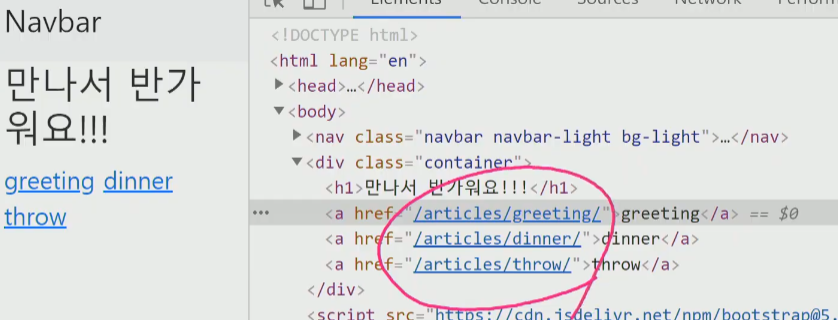 Navbar
만나서 반가
워요!!!
greeting dinner
throw
Elements Console Sources Network
<!DOCTYPE html>
<html lang="en">
▶<head>…</head>
▼<body>
▶<nav class="navbar navbar-light bg-light">…</nav>
▼<div class="container">
<h1>만나서 반가워요!!!</h1>
… <a href="/articles/greeting/">greeting</a> == $0
<a href="/articles/dinner/">dinner</a>
<a href="/articles/throw/">throw</a>
</div>
<script src="https://cdn.jsdelivr.net/npm/bootstrap@5.